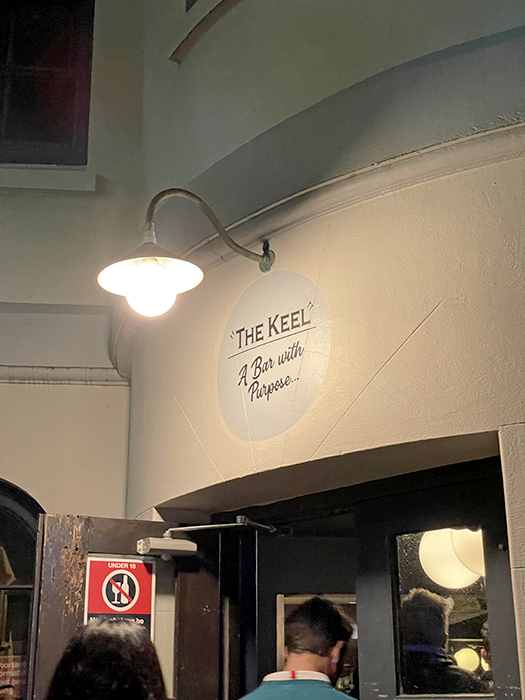 "THE KEEL"
A Bar with
Purpose...
UNDER 18